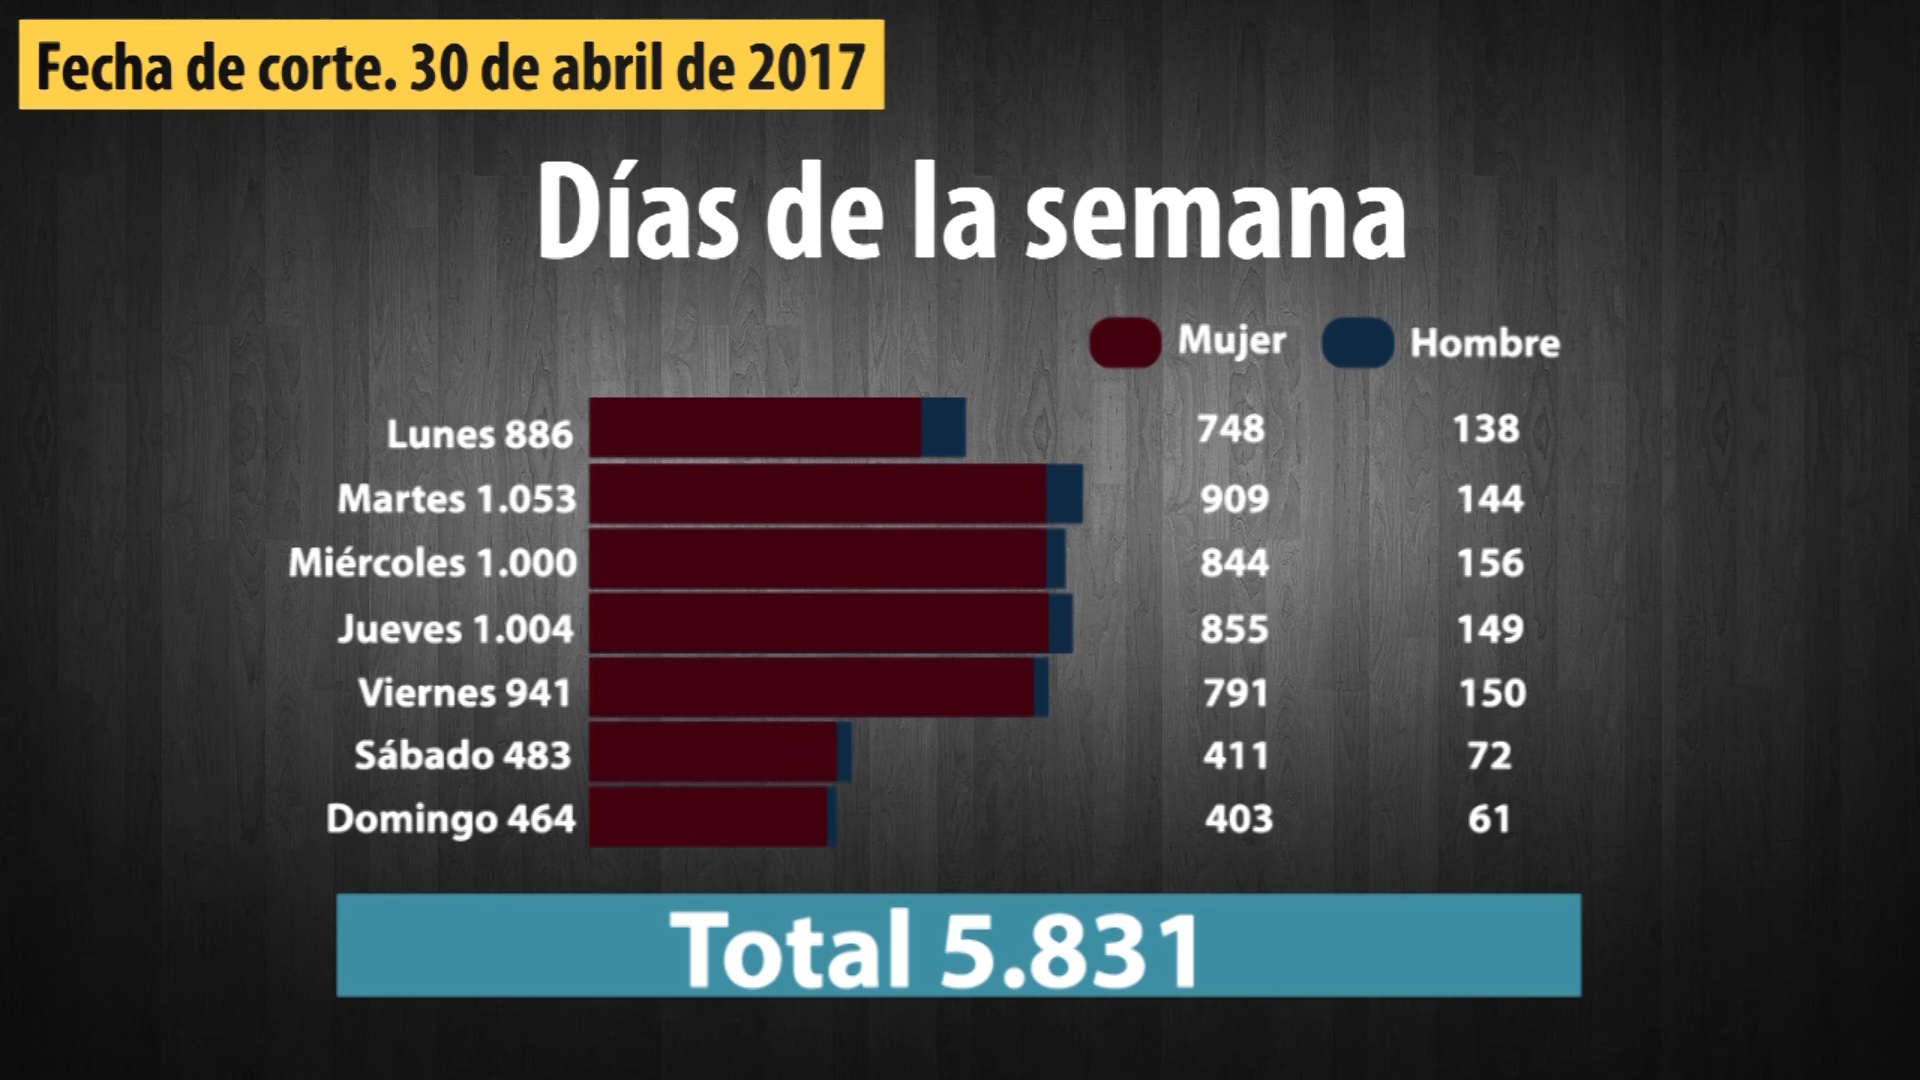 Fecha de corte. 30 de abril de 2017
Días de la semana
Mujer Hombre
Lunes 886 748 138
Martes 1.053 909 144
Miércoles 1.000 844 156
Jueves 1.004 855 149
Viernes 941 791 150
Sábado 483 411 72
Domingo 464 403 61
Total 5.831